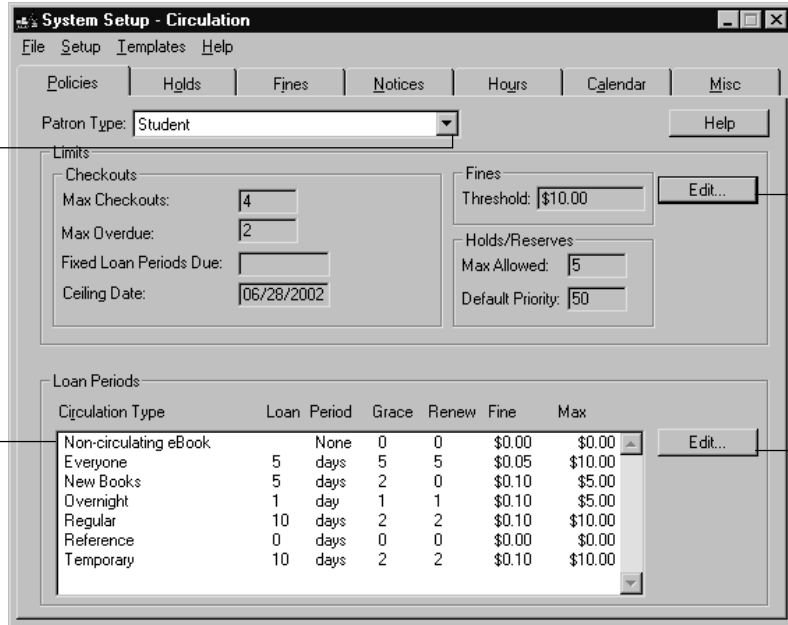 System Setup - Circulation
File Setup Templates Help
Policies Holds Fines Notices Hours Calendar Misc
Patron Type: Student Help
Limits
Checkouts
Max Checkouts: 4
Max Overdue: 2
Fixed Loan Periods Due:
Ceiling Date: 06/28/2002
Fines
Threshold: $10.00
Edit...
Holds/Reserves
Max Allowed: 5
Default Priority: 50
Loan Periods
Circulation Type Loan Period Grace Renew Fine Max
Non-circulating eBook None 0 0 $0.00 $0.00
Everyone 5 days 5 5 $0.05 $10.00
New Books 5 days 2 0 $0.10 $5.00
Overnight 1 day 1 1 $0.10 $5.00
Regular 10 days 2 2 $0.10 $10.00
Reference 0 days 0 0 $0.00 $0.00
Temporary 10 days 2 2 $0.10 $10.00
Edit...